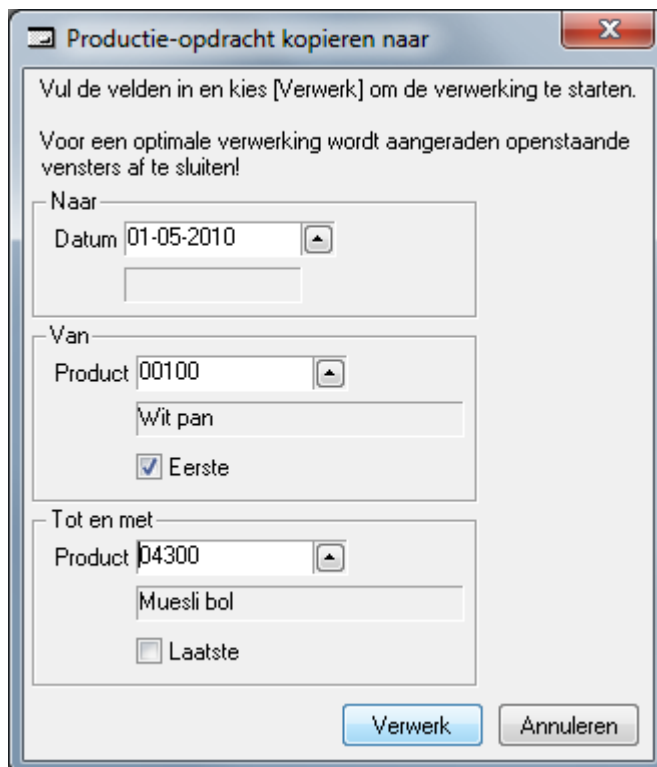 Productie-opdracht kopieren naar
Vul de velden in en kies [Verwerk] om de verwerking te starten.
Voor een optimale verwerking wordt aangeraden openstaande
vensters af te sluiten!
Naar
Datum 01-05-2010
Van
Product 00100
Wit pan
Eerste
Tot en met
Product 04300
Muesli bol
Laatste
Verwerk Annuleren